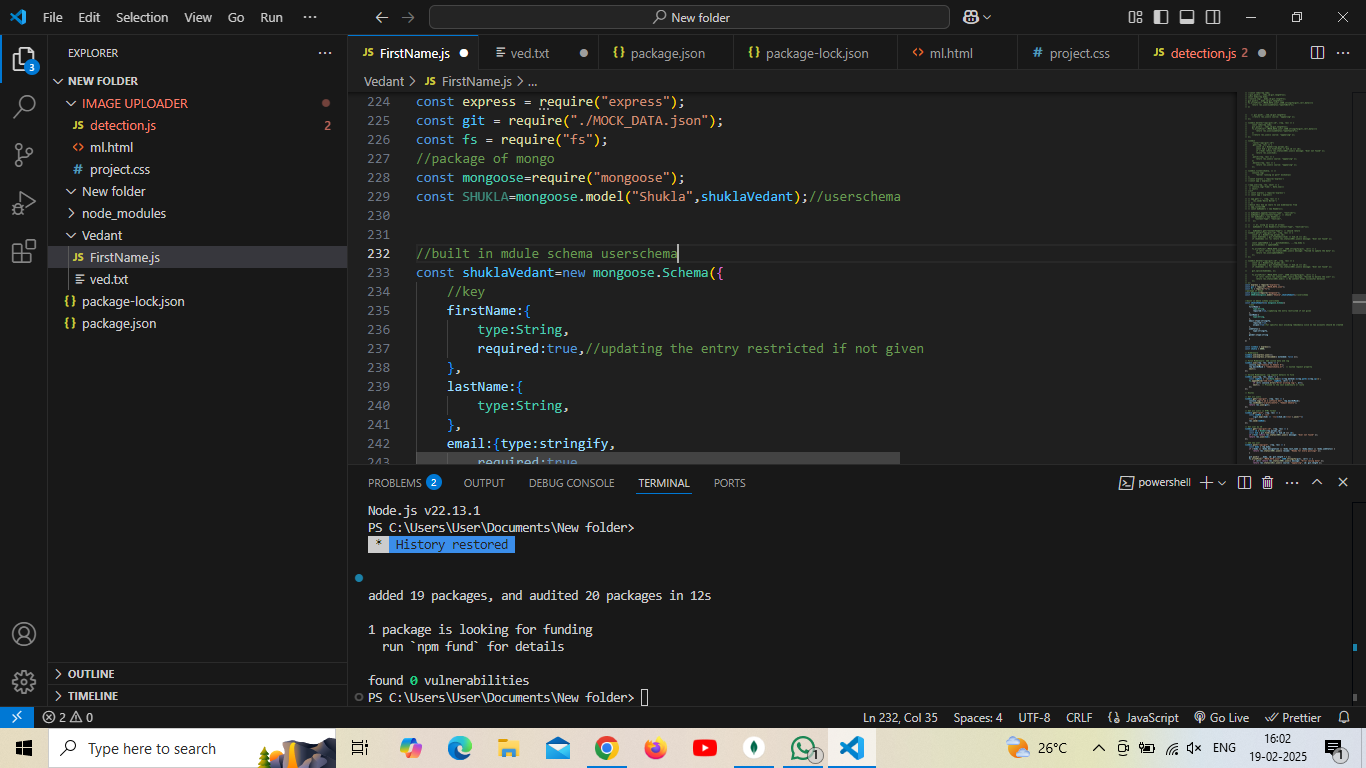 File Edit Selection View Go Run ··· New folder
EXPLORER ···
FirstName.js ved.txt package.json package-lock.json ml.html project.css detection.js 2 ···
NEW FOLDER
Vedant > JS FirstName.js > ...
IMAGE UPLOADER
JS detection.js 2
<> ml.html
# project.css
New folder
node_modules
Vedant
JS FirstName.js
ved.txt
{} package-lock.json
{} package.json
OUTLINE
TIMELINE
224 const express = require("express");
225 const git = require("./MOCK_DATA.json");
226 const fs = require("fs");
227 //package of mongo
228 const mongoose=require("mongoose");
229 const SHUKLA=mongoose.model("Shukla",shuklaVedant);//userschema
230
231
232 //built in mdule schema userschema
233 const shuklaVedant=new mongoose.Schema({
234 //key
235 firstName:{
236 type:String,
237 required:true,//updating the entry restricted if not given
238 },
239 lastName:{
240 type:String,
241 },
242 email:{type:stringify,
243 required:true
PROBLEMS 2 OUTPUT DEBUG CONSOLE TERMINAL PORTS powershell
Node.js v22.13.1
PS C:\Users\User\Documents\New folder>
* History restored
added 19 packages, and audited 20 packages in 12s
1 package is looking for funding
run `npm fund` for details
found 0 vulnerabilities
PS C:\Users\User\Documents\New folder>
2 0 Ln 232, Col 35 Spaces: 4 UTF-8 CRLF {} JavaScript Go Live Prettier
Type here to search 1 26°C ENG 16:02
19-02-2025 1